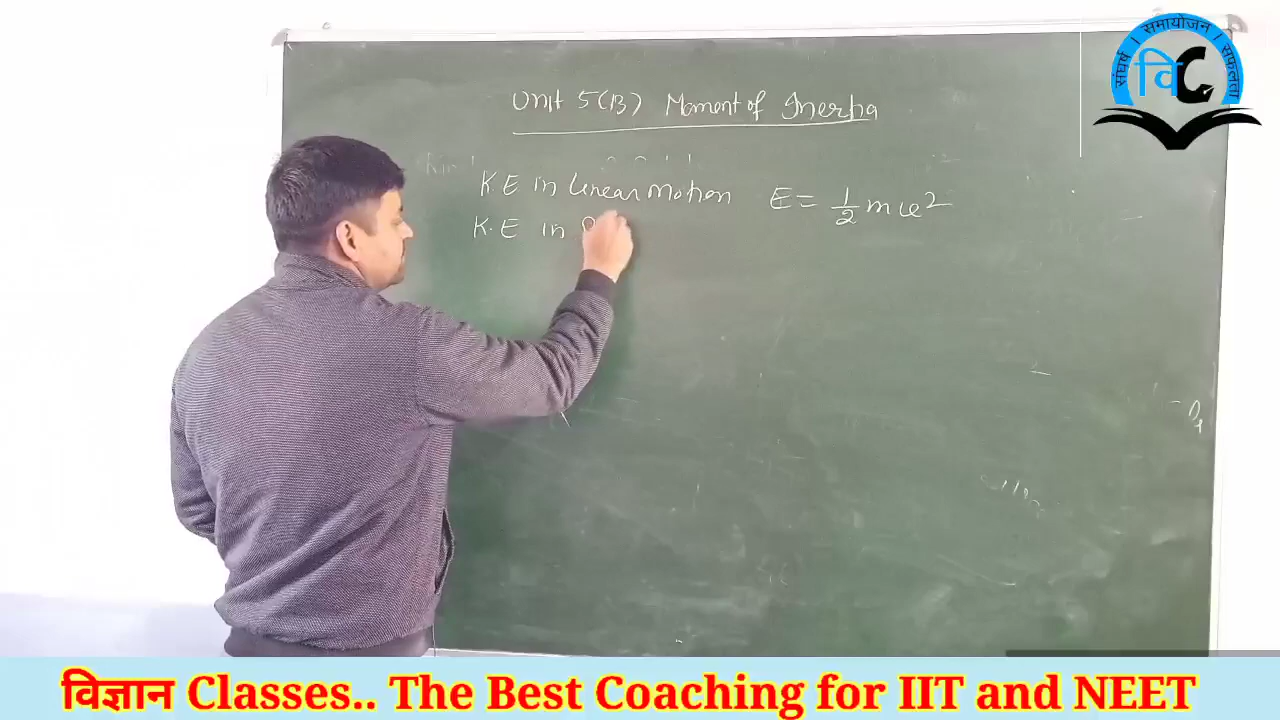 संघर्ष । समायोजन । सफलता
वि C
Unit 5(B) Moment of Inertia
K.E in Linear Motion E = 1/2 mv²
K.E in
विज्ञान Classes.. The Best Coaching for IIT and NEET